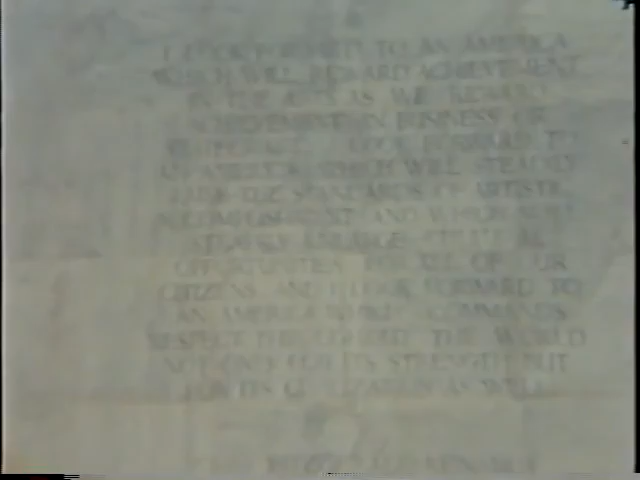 I LOOK FORWARD TO AN AMERICA
WHICH WILL REWARD ACHIEVEMENT
IN THE ARTS AS WE REWARD
ACHIEVEMENT IN BUSINESS OR
STATECRAFT. I LOOK FORWARD TO
AN AMERICA WHICH WILL STEADILY
RAISE THE STANDARDS OF ARTISTIC
ACCOMPLISHMENT AND WHICH WILL
STEADILY ENLARGE CULTURAL
OPPORTUNITIES FOR ALL OF OUR
CITIZENS. AND I LOOK FORWARD TO
AN AMERICA WHICH COMMANDS
RESPECT THROUGHOUT THE WORLD
NOT ONLY FOR ITS STRENGTH BUT
FOR ITS CIVILIZATION AS WELL.